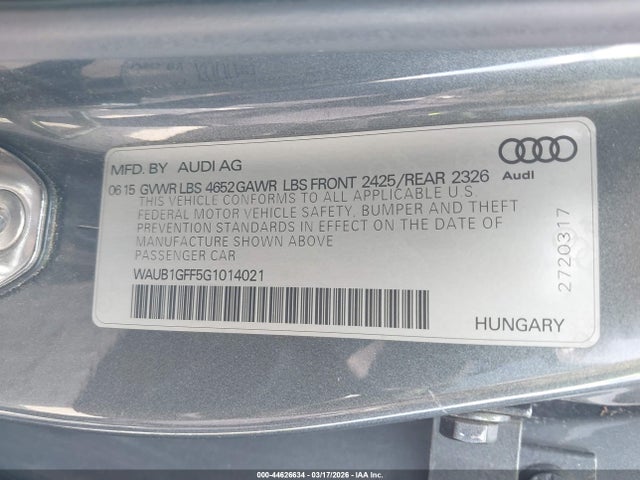 MFD. BY AUDI AG
Audi
0615 GVWR LBS 4652 GAWR LBS FRONT 2425/REAR 2326
THIS VEHICLE CONFORMS TO ALL APPLICABLE U.S.
FEDERAL MOTOR VEHICLE SAFETY, BUMPER AND THEFT
PREVENTION STANDARDS IN EFFECT ON THE DATE OF
MANUFACTURE SHOWN ABOVE
PASSENGER CAR
WAUB1GFF5G1014021
2720317
HUNGARY
000-44626634 - 03/17/2026 - IAA Inc.